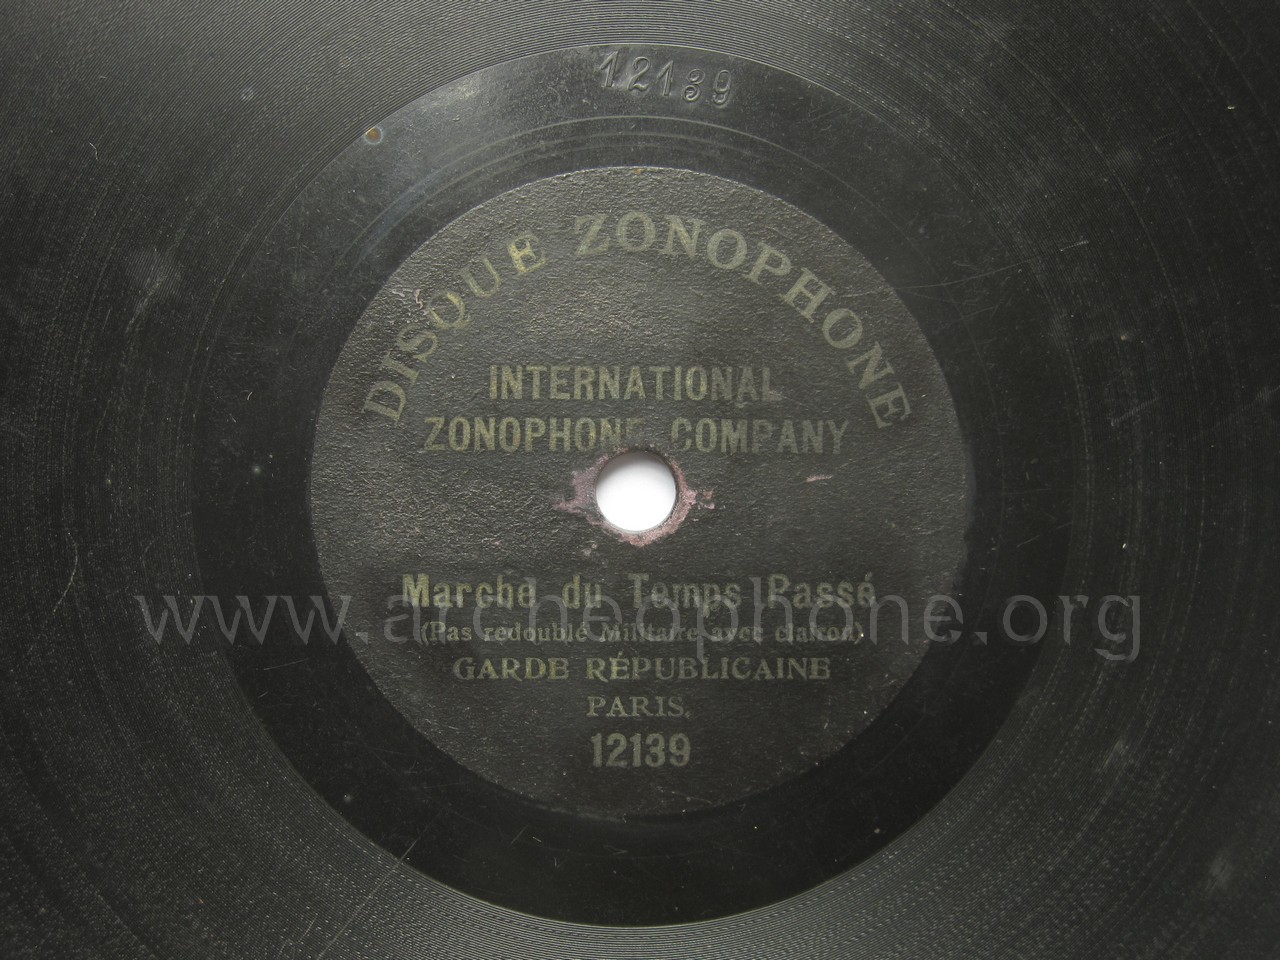 12139
DISQUE ZONOPHONE
INTERNATIONAL
ZONOPHONE COMPANY
Marche du Temps Passé
www.archeophone.org
(Pas redoublé Militaire avec clairon)
GARDE RÉPUBLICAINE
PARIS.
12139